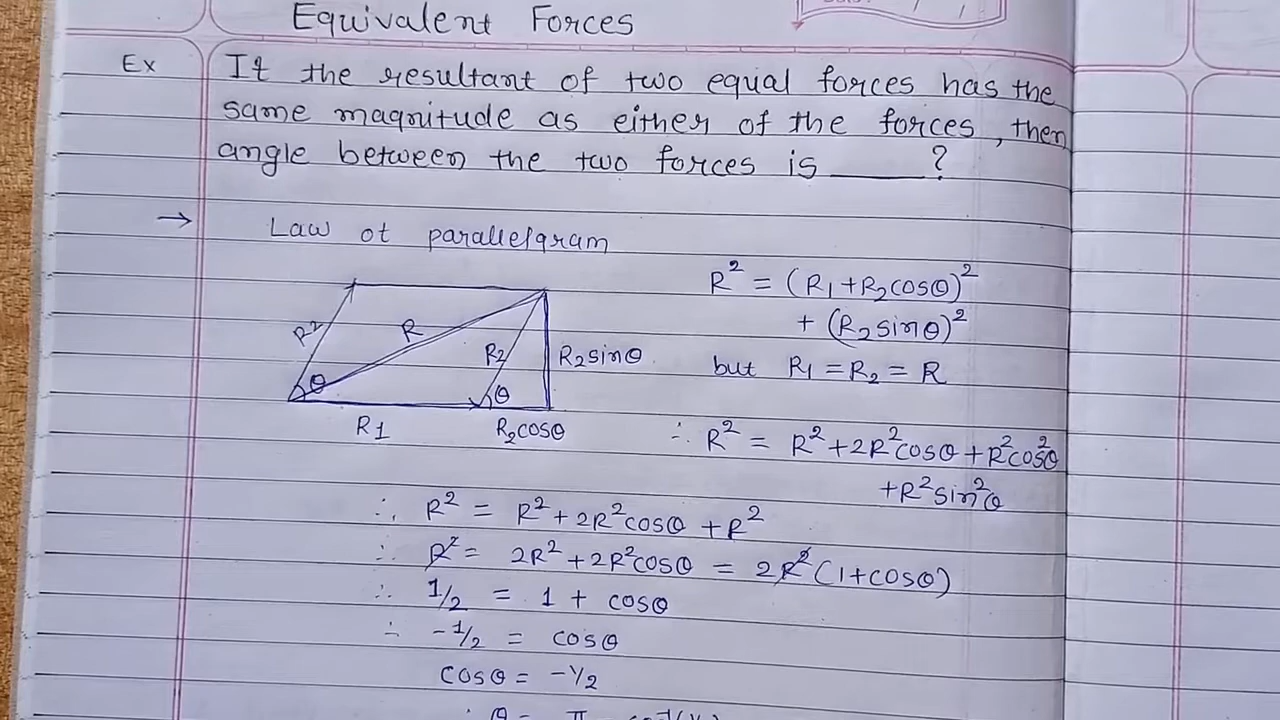 Equivalent Forces
Ex If the resultant of two equal forces has the
same magnitude as either of the forces, then
angle between the two forces is ____?
→ Law of parallelgram
R² = (R₁+R₂cosθ)²
+ (R₂sinθ)²
but R₁ = R₂ = R
R2
R
R2
R₂sinθ
θ
θ
R1
R₂cosθ
∴ R² = R²+2R²cosθ+R²cos²θ
+R²sin²θ
∴ R² = R²+2R²cosθ+R²
∴ R² = 2R²+2R²cosθ = 2R²(1+cosθ)
∴ 1/2 = 1 + cosθ
∴ -1/2 = cosθ
cosθ = -1/2